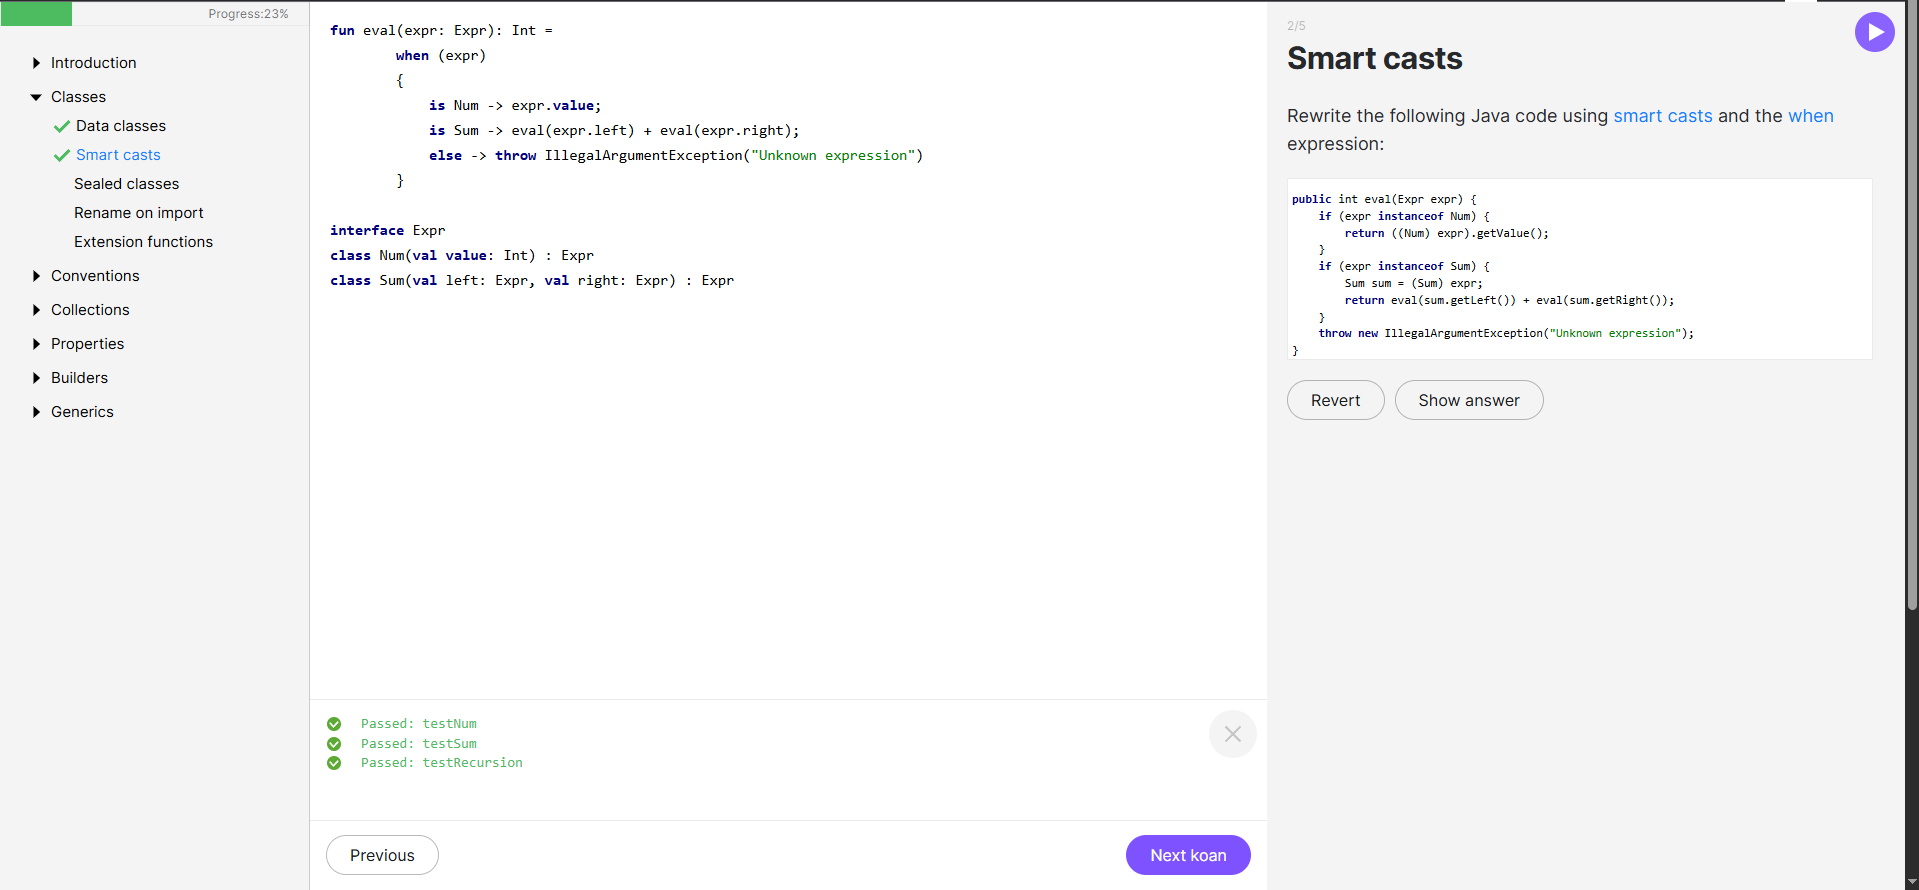 Progress:23%
Introduction
Classes
Data classes
Smart casts
Sealed classes
Rename on import
Extension functions
Conventions
Collections
Properties
Builders
Generics
fun eval(expr: Expr): Int =
        when (expr)
        {
            is Num -> expr.value;
            is Sum -> eval(expr.left) + eval(expr.right);
            else -> throw IllegalArgumentException("Unknown expression")
        }
interface Expr
class Num(val value: Int) : Expr
class Sum(val left: Expr, val right: Expr) : Expr
Passed: testNum
Passed: testSum
Passed: testRecursion
Previous
Next koan
2/5
Smart casts
Rewrite the following Java code using smart casts and the when
expression:
public int eval(Expr expr) {
    if (expr instanceof Num) {
        return ((Num) expr).getValue();
    }
    if (expr instanceof Sum) {
        Sum sum = (Sum) expr;
        return eval(sum.getLeft()) + eval(sum.getRight());
    }
    throw new IllegalArgumentException("Unknown expression");
}
Revert
Show answer